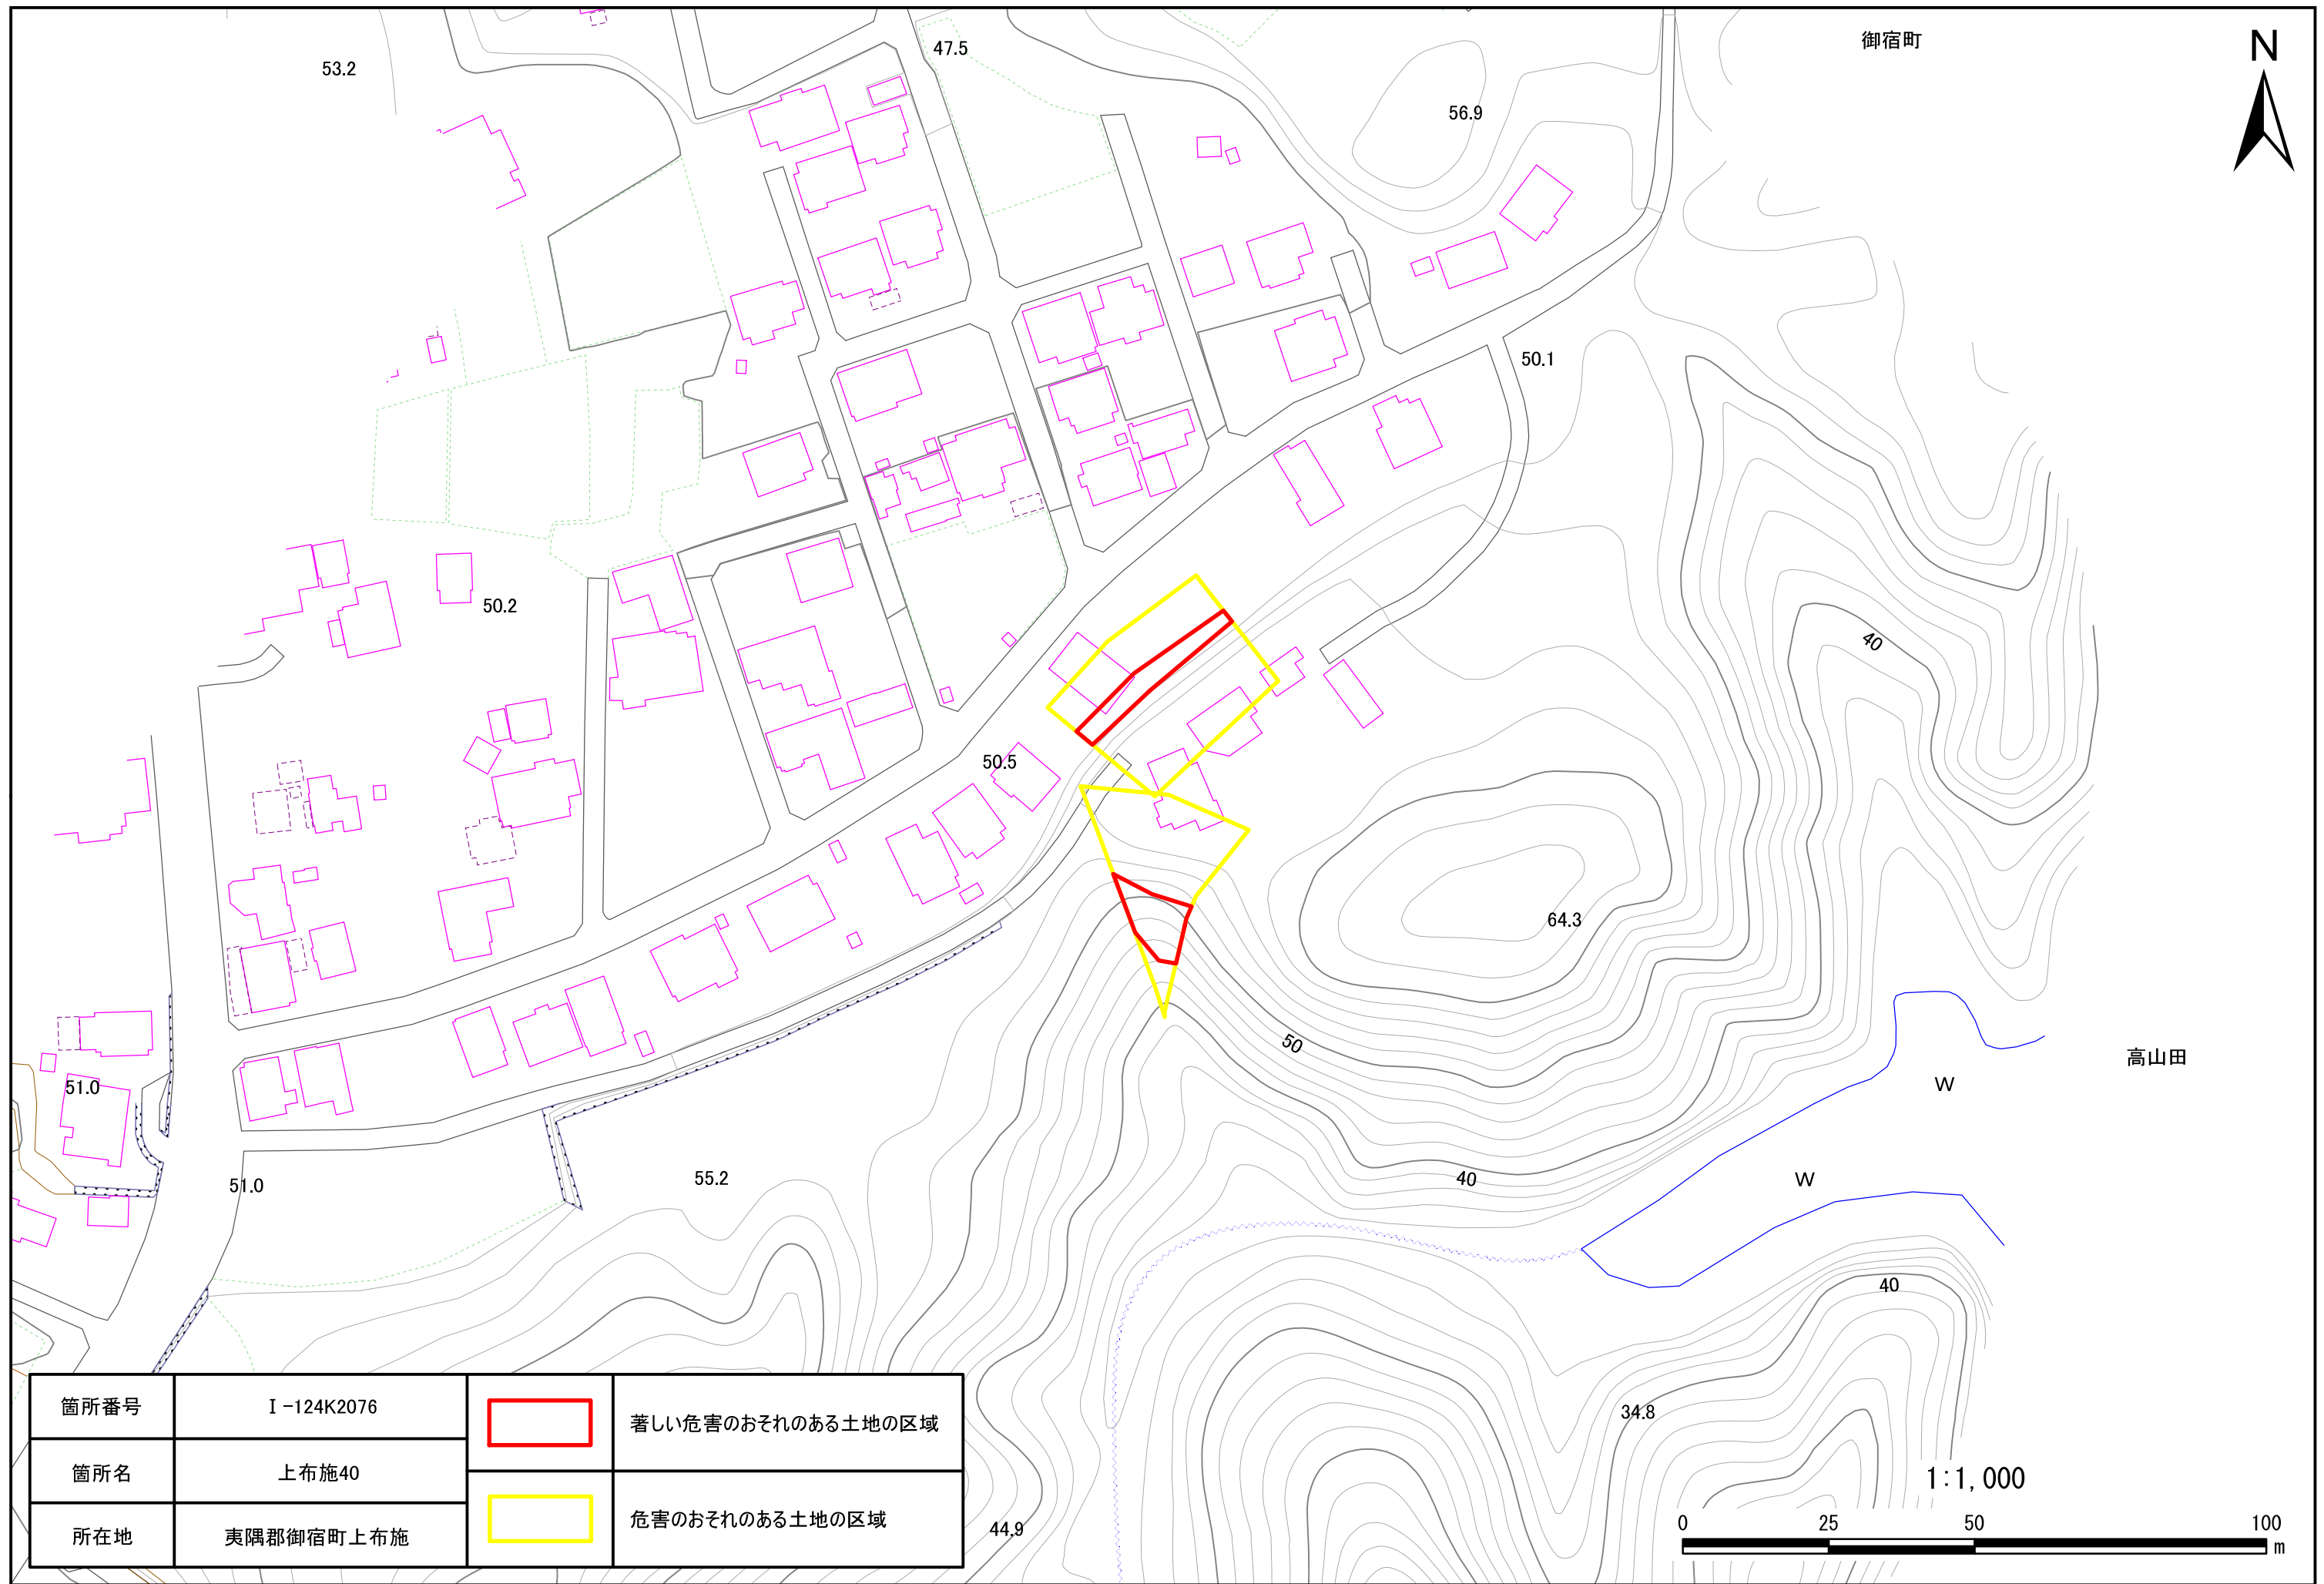 御宿町
N
47.5
53.2
56.9
50.1
50.2
40
50.5
64.3
50
高山田
W
51.0
W
55.2
40
51.0
40
箇所番号
Ⅰ-124K2076
著しい危害のおそれのある土地の区域
34.8
箇所名
上布施40
1:1,000
危害のおそれのある土地の区域
44.9
0 25 50 100
m
所在地
夷隅郡御宿町上布施